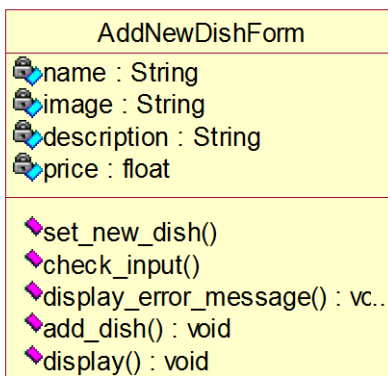 AddNewDishForm
name : String
image : String
description : String
price : float
set_new_dish()
check_input()
display_error_message() : vc..
add_dish() : void
display() : void